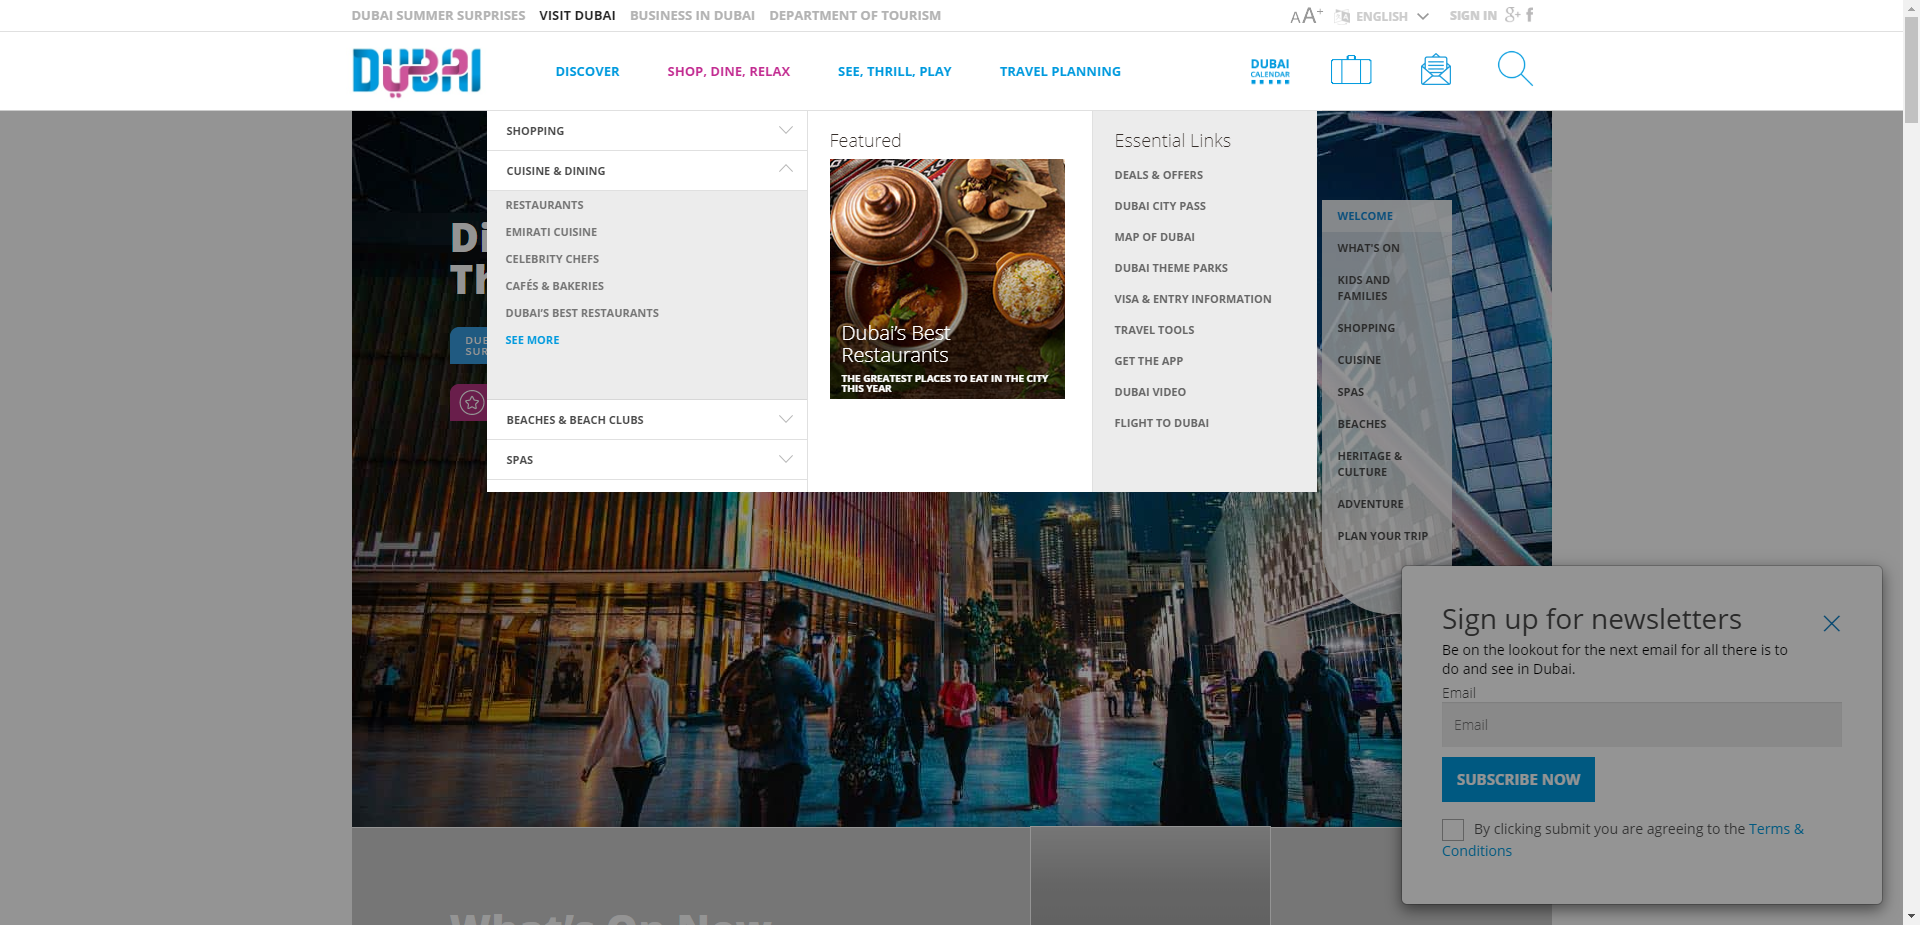 DUBAI SUMMER SURPRISES VISIT DUBAI BUSINESS IN DUBAI DEPARTMENT OF TOURISM
A A+ ENGLISH SIGN IN g+ f
DUBAI
DISCOVER SHOP, DINE, RELAX SEE, THRILL, PLAY TRAVEL PLANNING
DUBAI
CALENDAR
SHOPPING
CUISINE & DINING
RESTAURANTS
EMIRATI CUISINE
CELEBRITY CHEFS
CAFÉS & BAKERIES
DUBAI’S BEST RESTAURANTS
SEE MORE
BEACHES & BEACH CLUBS
SPAS
Featured
Dubai’s Best
Restaurants
THE GREATEST PLACES TO EAT IN THE CITY
THIS YEAR
Essential Links
DEALS & OFFERS
DUBAI CITY PASS
MAP OF DUBAI
DUBAI THEME PARKS
VISA & ENTRY INFORMATION
TRAVEL TOOLS
GET THE APP
DUBAI VIDEO
FLIGHT TO DUBAI
WELCOME
WHAT'S ON
KIDS AND
FAMILIES
SHOPPING
CUISINE
SPAS
BEACHES
HERITAGE &
CULTURE
ADVENTURE
PLAN YOUR TRIP
ريـل
Sign up for newsletters
Be on the lookout for the next email for all there is to
do and see in Dubai.
Email
Email
SUBSCRIBE NOW
By clicking submit you are agreeing to the Terms &
Conditions
What's On Now